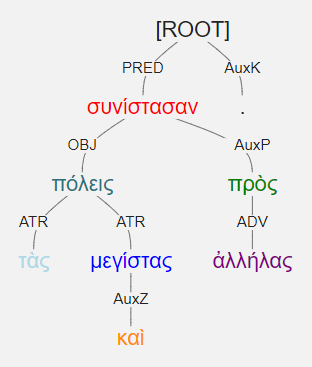 [ROOT]
PRED AuxK
συνίστασαν .
OBJ AuxP
πόλεις πρὸς
ATR ATR ADV
τὰς μεγίστας ἀλλήλας
AuxZ
καὶ